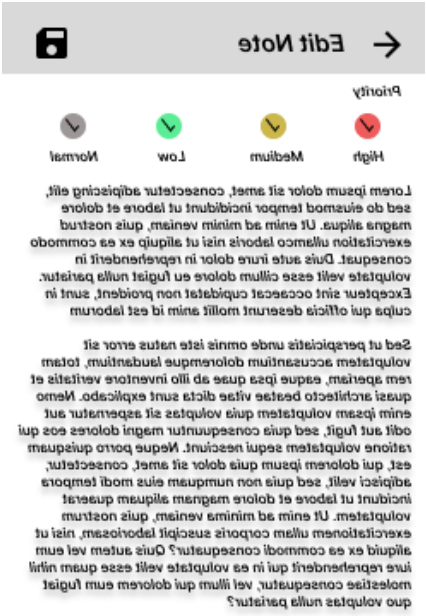 Edit Note
Priority
High Medium Low Normal
Lorem ipsum dolor sit amet, consectetur adipiscing elit,
sed do eiusmod tempor incididunt ut labore et dolore
magna aliqua. Ut enim ad minim veniam, quis nostrud
exercitation ullamco laboris nisi ut aliquip ex ea commodo
consequat. Duis aute irure dolor in reprehenderit in
voluptate velit esse cillum dolore eu fugiat nulla pariatur.
Excepteur sint occaecat cupidatat non proident, sunt in
culpa qui officia deserunt mollit anim id est laborum
Sed ut perspiciatis unde omnis iste natus error sit
voluptatem accusantium doloremque laudantium, totam
rem aperiam, eaque ipsa quae ab illo inventore veritatis et
quasi architecto beatae vitae dicta sunt explicabo. Nemo
enim ipsam voluptatem quia voluptas sit aspernatur aut
odit aut fugit, sed quia consequuntur magni dolores eos qui
ratione voluptatem sequi nesciunt. Neque porro quisquam
est, qui dolorem ipsum quia dolor sit amet, consectetur,
adipisci velit, sed quia non numquam eius modi tempora
incidunt ut labore et dolore magnam aliquam quaerat
voluptatem. Ut enim ad minima veniam, quis nostrum
exercitationem ullam corporis suscipit laboriosam, nisi ut
aliquid ex ea commodi consequatur? Quis autem vel eum
iure reprehenderit qui in ea voluptate velit esse quam nihil
molestiae consequatur, vel illum qui dolorem eum fugiat
quo voluptas nulla pariatur?